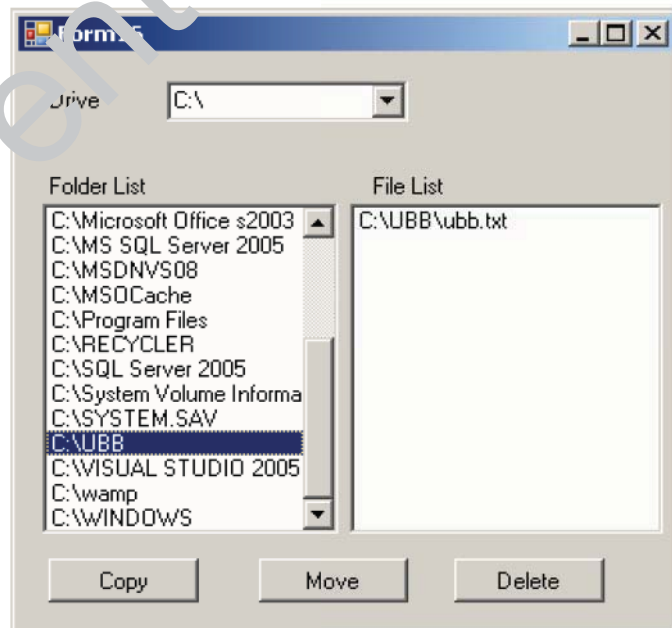 Drive C:\
Folder List
C:\Microsoft Office s2003
C:\MS SQL Server 2005
C:\MSDNVS08
C:\MSOCache
C:\Program Files
C:\RECYCLER
C:\SQL Server 2005
C:\System Volume Informa
C:\SYSTEM.SAV
C:\UBB
C:\VISUAL STUDIO 2005
C:\wamp
C:\WINDOWS
File List
C:\UBB\ubb.txt
Copy Move Delete